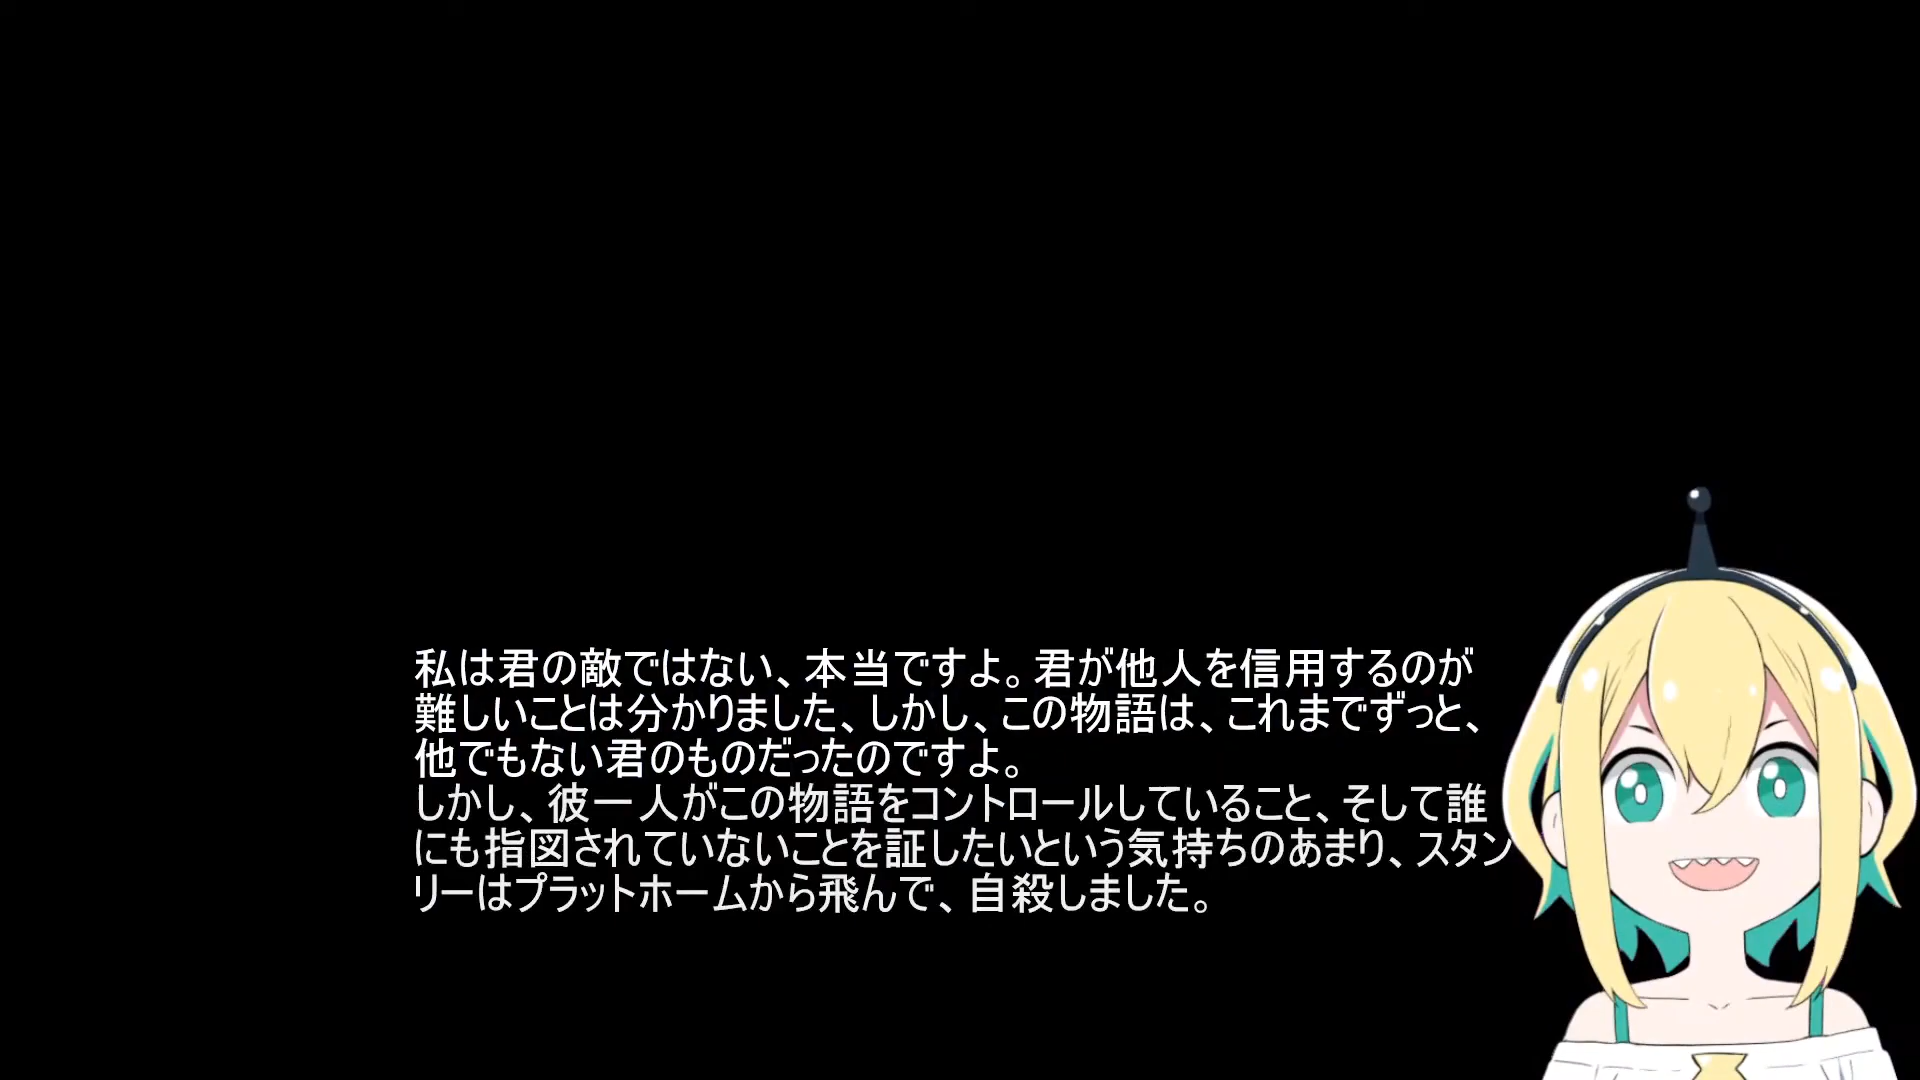 私は君の敵ではない、本当ですよ。君が他人を信用するのが
難しいことは分かりました、しかし、この物語は、これまでずっと、
他でもない君のものだったのですよ。
しかし、彼一人がこの物語をコントロールしていること、そして誰
にも指図されていないことを証したいという気持ちのあまり、スタン
リーはプラットホームから飛んで、自殺しました。